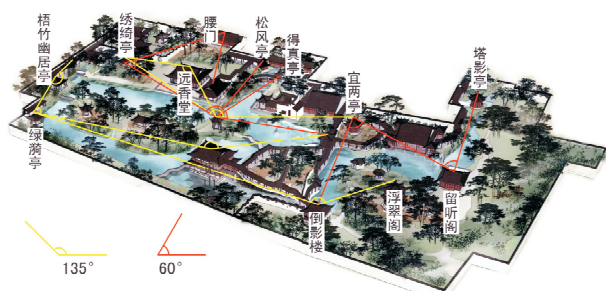 梧竹幽居亭
绣绮亭
腰门
松风亭
得真亭
远香堂
宜两亭
塔影亭
绿漪亭
倒影楼
浮翠阁
留听阁
135°
60°